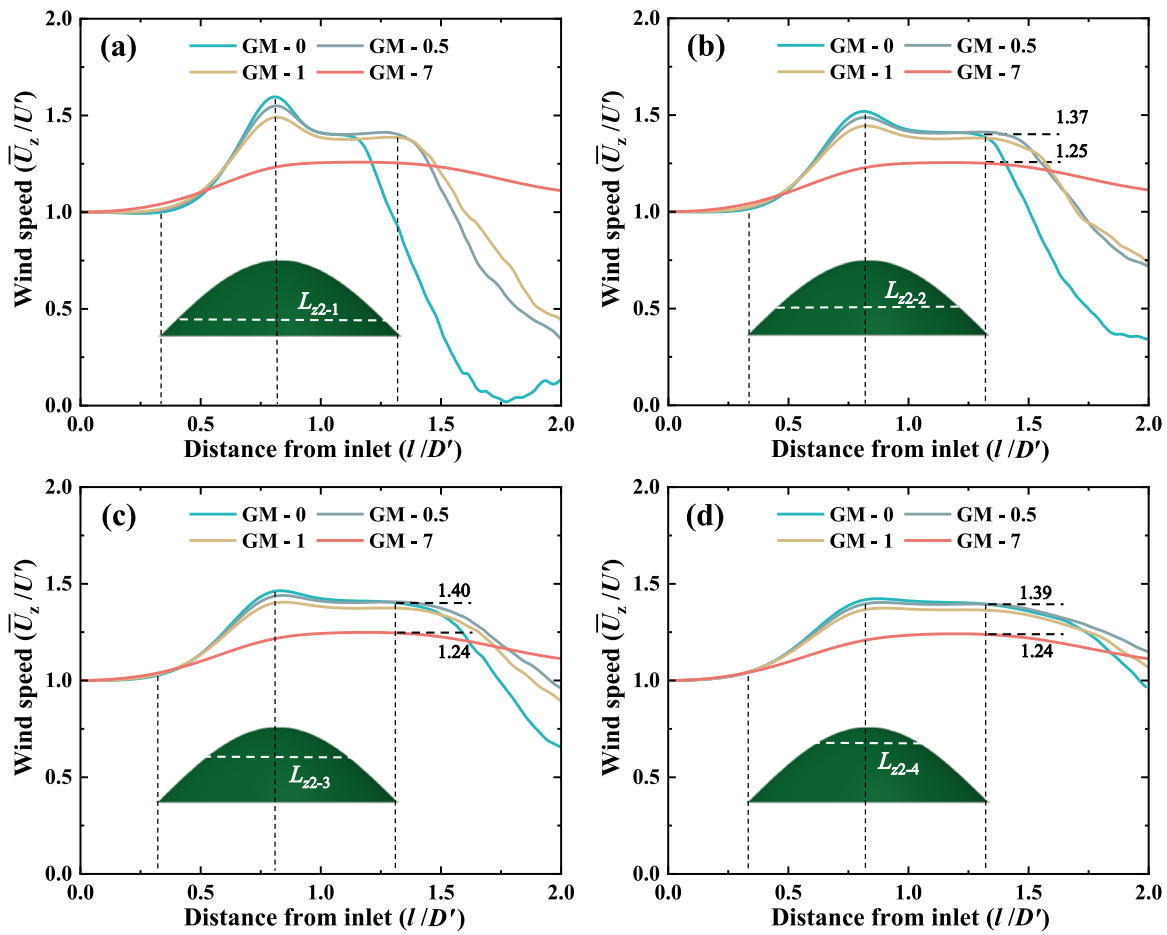 (a)
GM - 0
GM - 0.5
GM - 1
GM - 7
Wind speed (U̅z /U′)
2.0
1.5
1.0
0.5
0.0
Lz2-1
0.0 0.5 1.0 1.5 2.0
Distance from inlet (l /D′)
(b)
GM - 0
GM - 0.5
GM - 1
GM - 7
1.37
1.25
Wind speed (U̅z /U′)
2.0
1.5
1.0
0.5
0.0
Lz2-2
0.0 0.5 1.0 1.5 2.0
Distance from inlet (l /D′)
(c)
GM - 0
GM - 0.5
GM - 1
GM - 7
1.40
1.24
Wind speed (U̅z /U′)
2.0
1.5
1.0
0.5
0.0
Lz2-3
0.0 0.5 1.0 1.5 2.0
Distance from inlet (l /D′)
(d)
GM - 0
GM - 0.5
GM - 1
GM - 7
1.39
1.24
Wind speed (U̅z /U′)
2.0
1.5
1.0
0.5
0.0
Lz2-4
0.0 0.5 1.0 1.5 2.0
Distance from inlet (l /D′)